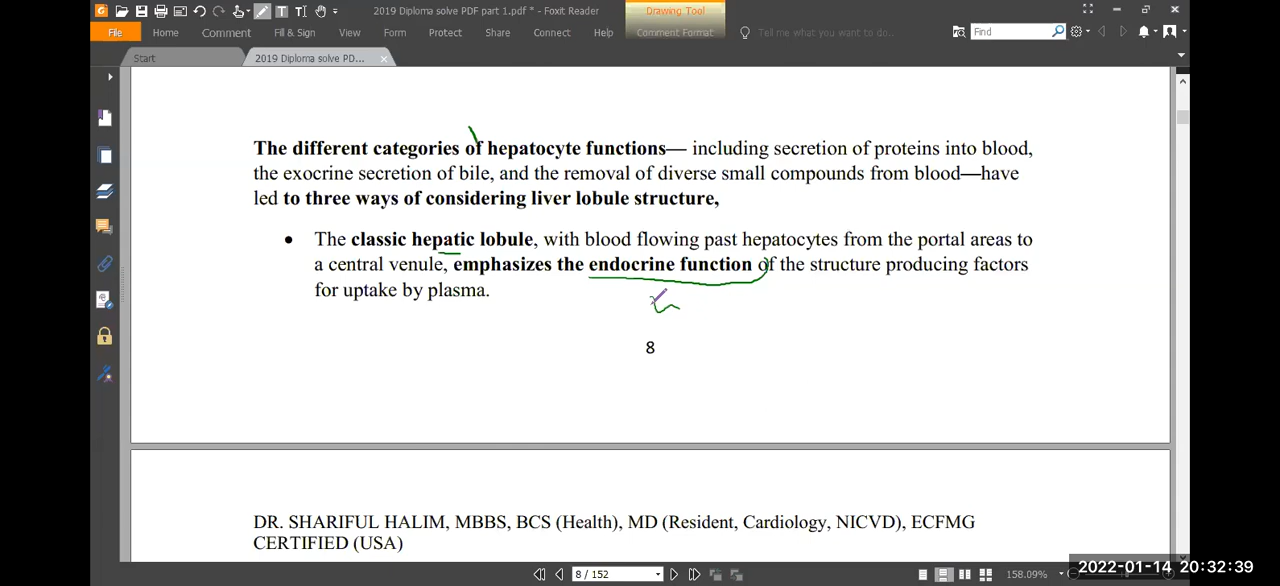 2019 Diploma solve PDF part 1.pdf * - Foxit Reader
Drawing Tool
File Home Comment Fill & Sign View Form Protect Share Connect Help Comment Format Tell me what you want to do.. Find
Start 2019 Diploma solve PD...
The different categories of hepatocyte functions— including secretion of proteins into blood,
the exocrine secretion of bile, and the removal of diverse small compounds from blood—have
led to three ways of considering liver lobule structure,
• The classic hepatic lobule, with blood flowing past hepatocytes from the portal areas to
a central venule, emphasizes the endocrine function of the structure producing factors
for uptake by plasma.
8
DR. SHARIFUL HALIM, MBBS, BCS (Health), MD (Resident, Cardiology, NICVD), ECFMG
CERTIFIED (USA)
8 / 152
158.09%
2022-01-14 20:32:39